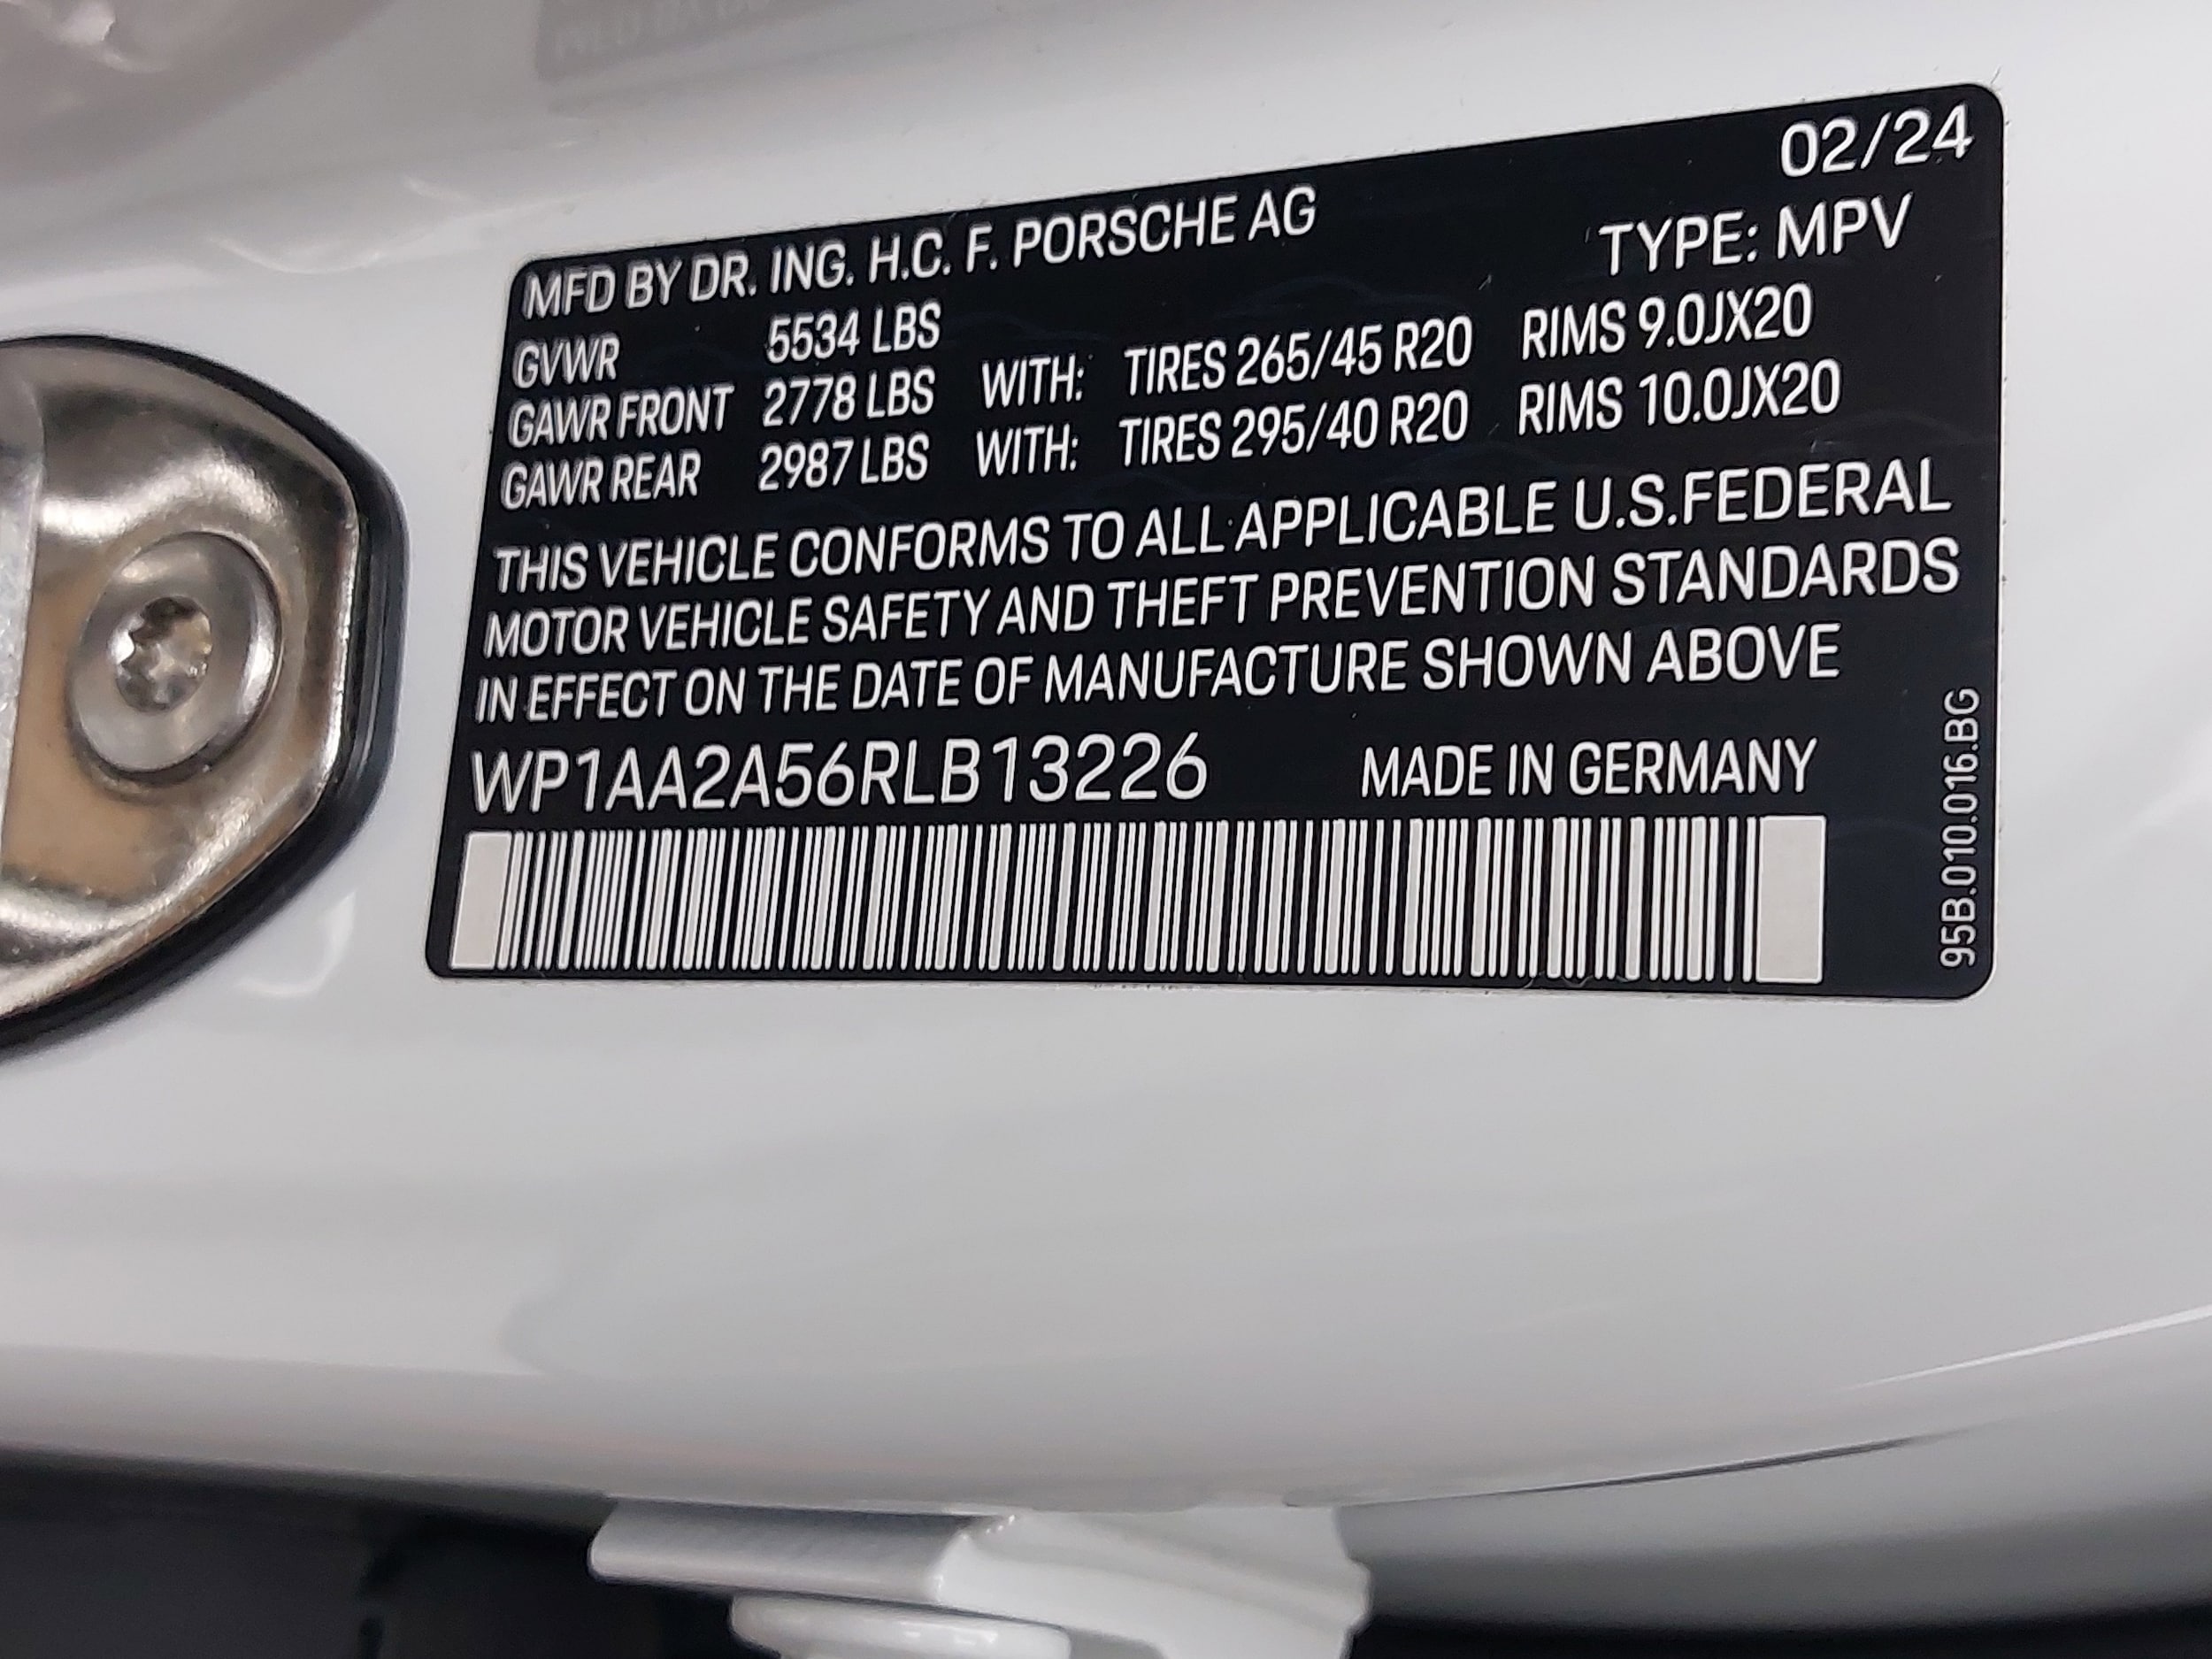 02/24
MFD BY DR. ING. H.C. F. PORSCHE AG TYPE: MPV
GVWR 5534 LBS
GAWR FRONT 2778 LBS WITH: TIRES 265/45 R20 RIMS 9.0JX20
GAWR REAR 2987 LBS WITH: TIRES 295/40 R20 RIMS 10.0JX20
THIS VEHICLE CONFORMS TO ALL APPLICABLE U.S.FEDERAL
MOTOR VEHICLE SAFETY AND THEFT PREVENTION STANDARDS
IN EFFECT ON THE DATE OF MANUFACTURE SHOWN ABOVE
WP1AA2A56RLB13226 MADE IN GERMANY
95B.010.016.BG